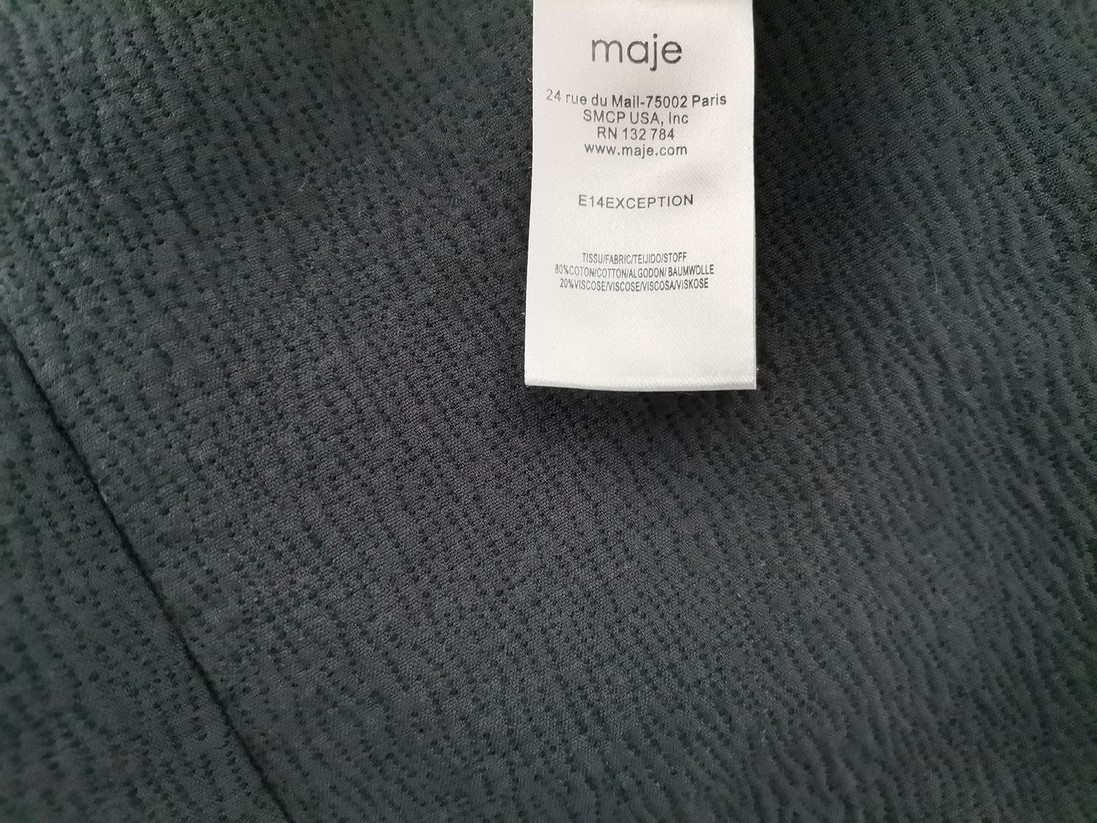 maje
24 rue du Mail-75002 Paris
SMCP USA, Inc
RN 132 784
www.maje.com
E14EXCEPTION
TISSU/FABRIC/TEIJIDO/STOFF
80%COTON/COTTON/ALGODON/ BAUMWOLLE
20%VISCOSE/VISCOSE/VISCOSA/VISKOSE